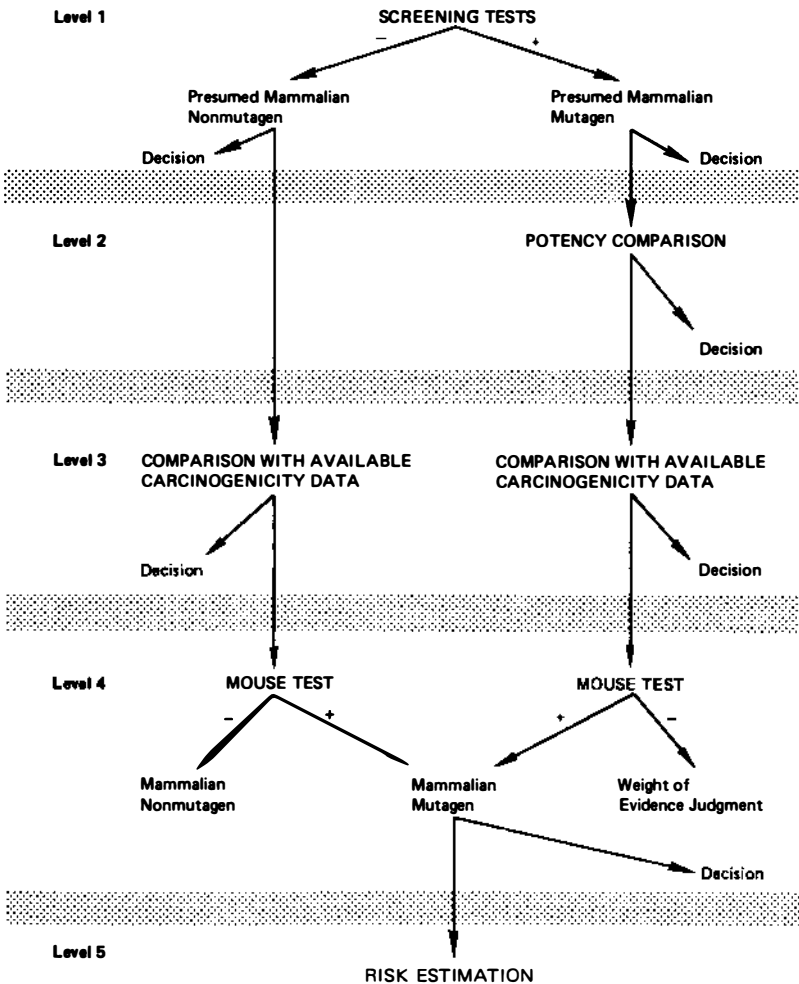 Level 1
SCREENING TESTS
−
+
Presumed Mammalian
Nonmutagen
Presumed Mammalian
Mutagen
Decision
Decision
Level 2
POTENCY COMPARISON
Decision
Level 3
COMPARISON WITH AVAILABLE
CARCINOGENICITY DATA
COMPARISON WITH AVAILABLE
CARCINOGENICITY DATA
Decision
Decision
Level 4
MOUSE TEST
MOUSE TEST
−
+
+
−
Mammalian
Nonmutagen
Mammalian
Mutagen
Weight of
Evidence Judgment
Decision
Level 5
RISK ESTIMATION